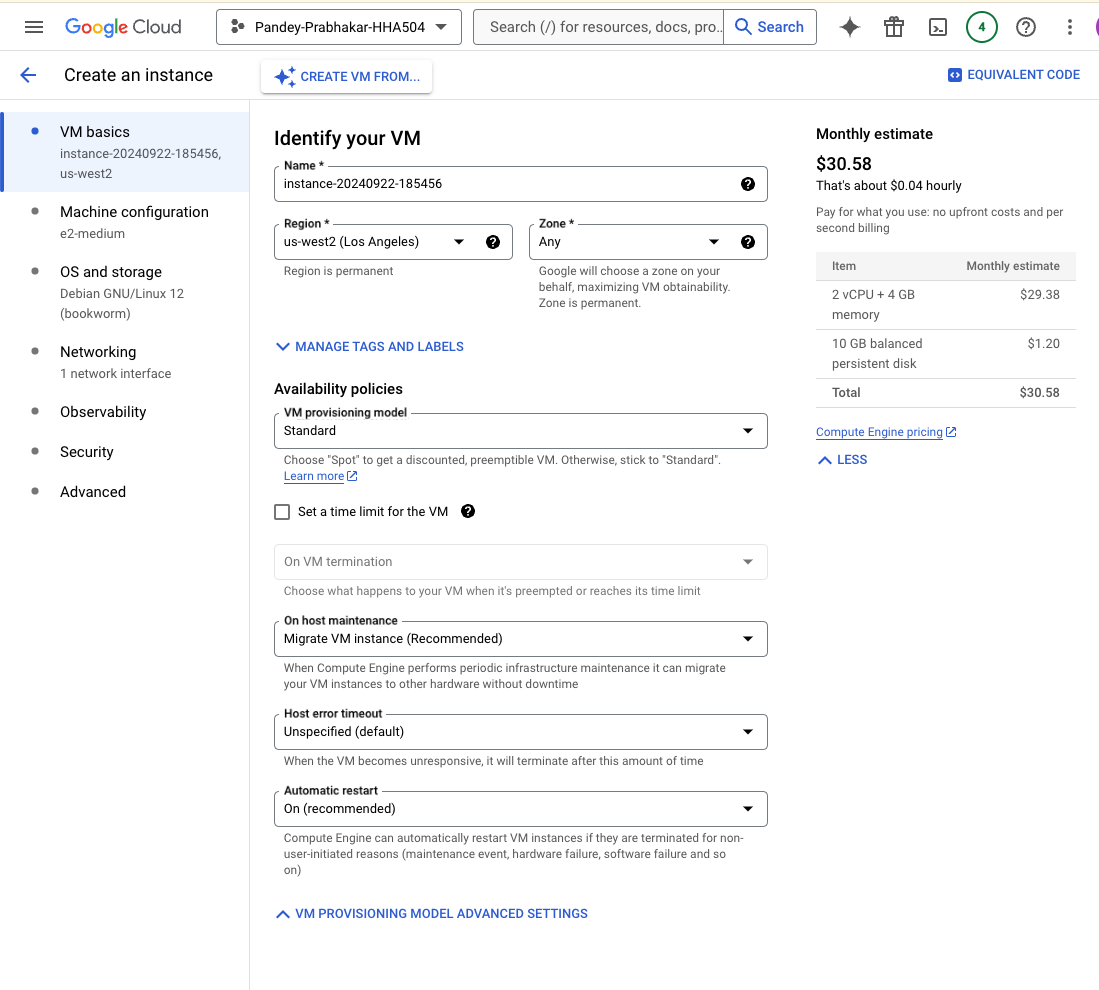 Google Cloud
Pandey-Prabhakar-HHA504
Search (/) for resources, docs, pro...
Search
4
Create an instance
CREATE VM FROM...
EQUIVALENT CODE
VM basics
instance-20240922-185456,
us-west2
Machine configuration
e2-medium
OS and storage
Debian GNU/Linux 12
(bookworm)
Networking
1 network interface
Observability
Security
Advanced
Identify your VM
Name *
instance-20240922-185456
Region *
us-west2 (Los Angeles)
Region is permanent
Zone *
Any
Google will choose a zone on your
behalf, maximizing VM obtainability.
Zone is permanent.
MANAGE TAGS AND LABELS
Availability policies
VM provisioning model
Standard
Choose "Spot" to get a discounted, preemptible VM. Otherwise, stick to "Standard".
Learn more
Set a time limit for the VM
On VM termination
Choose what happens to your VM when it's preempted or reaches its time limit
On host maintenance
Migrate VM instance (Recommended)
When Compute Engine performs periodic infrastructure maintenance it can migrate
your VM instances to other hardware without downtime
Host error timeout
Unspecified (default)
When the VM becomes unresponsive, it will terminate after this amount of time
Automatic restart
On (recommended)
Compute Engine can automatically restart VM instances if they are terminated for non-
user-initiated reasons (maintenance event, hardware failure, software failure and so
on)
VM PROVISIONING MODEL ADVANCED SETTINGS
Monthly estimate
$30.58
That's about $0.04 hourly
Pay for what you use: no upfront costs and per
second billing
Item Monthly estimate
2 vCPU + 4 GB $29.38
memory
10 GB balanced $1.20
persistent disk
Total $30.58
Compute Engine pricing
LESS